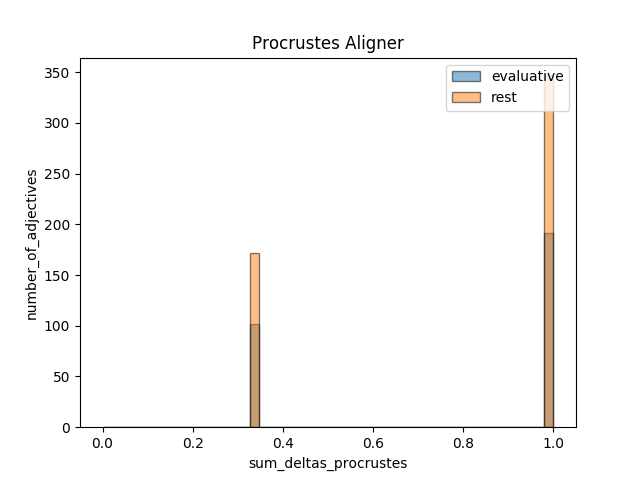 Procrustes Aligner
evaluative
rest
number_of_adjectives
350
300
250
200
150
100
50
0
0.0 0.2 0.4 0.6 0.8 1.0
sum_deltas_procrustes